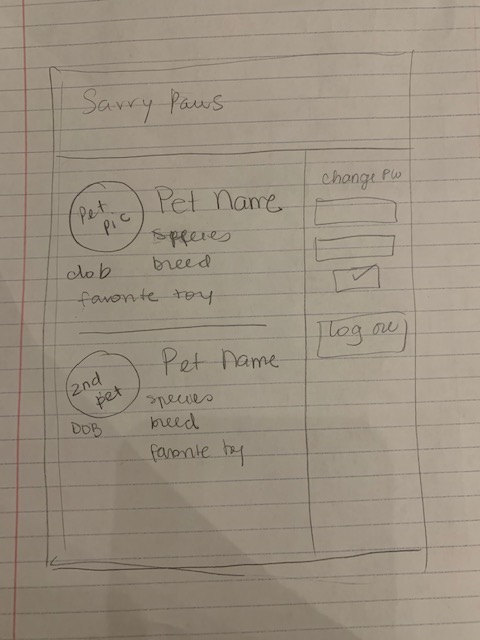 Savvy Paws
Pet pic
Pet Name
species
dob
breed
favorite toy
2nd pet
Pet Name
species
DOB
breed
favorite toy
change PW
log out